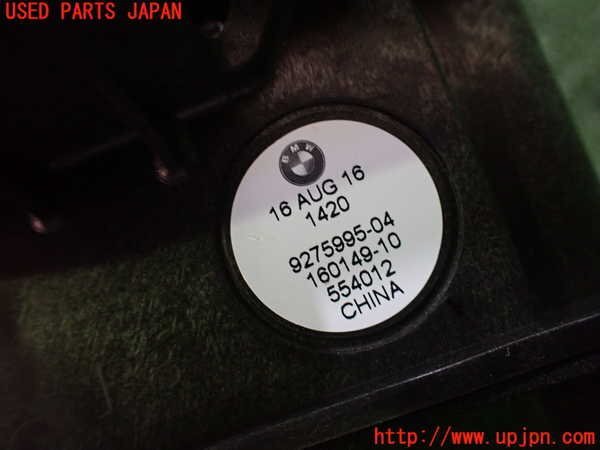 USED PARTS JAPAN
BMW
16 AUG 16
1420
9275995-04
160149-10
554012
CHINA
http://www.upjpn.com/